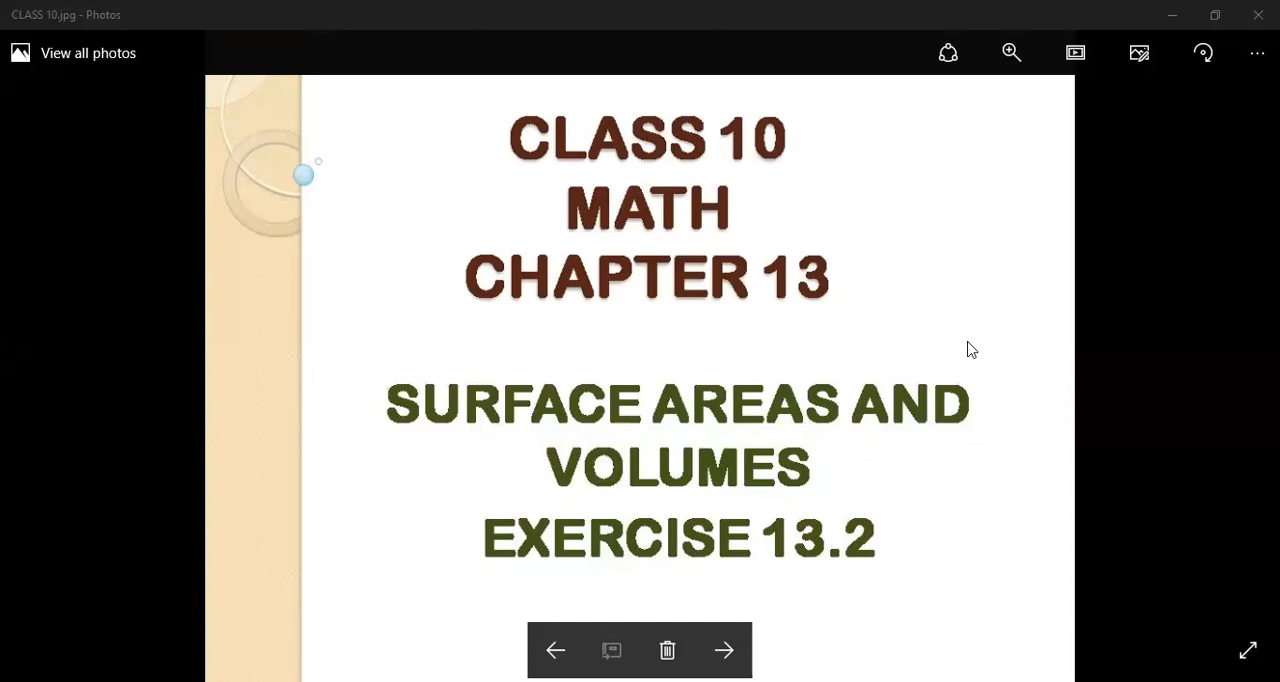 CLASS 10.jpg - Photos
View all photos
CLASS 10
MATH
CHAPTER 13
SURFACE AREAS AND
VOLUMES
EXERCISE 13.2